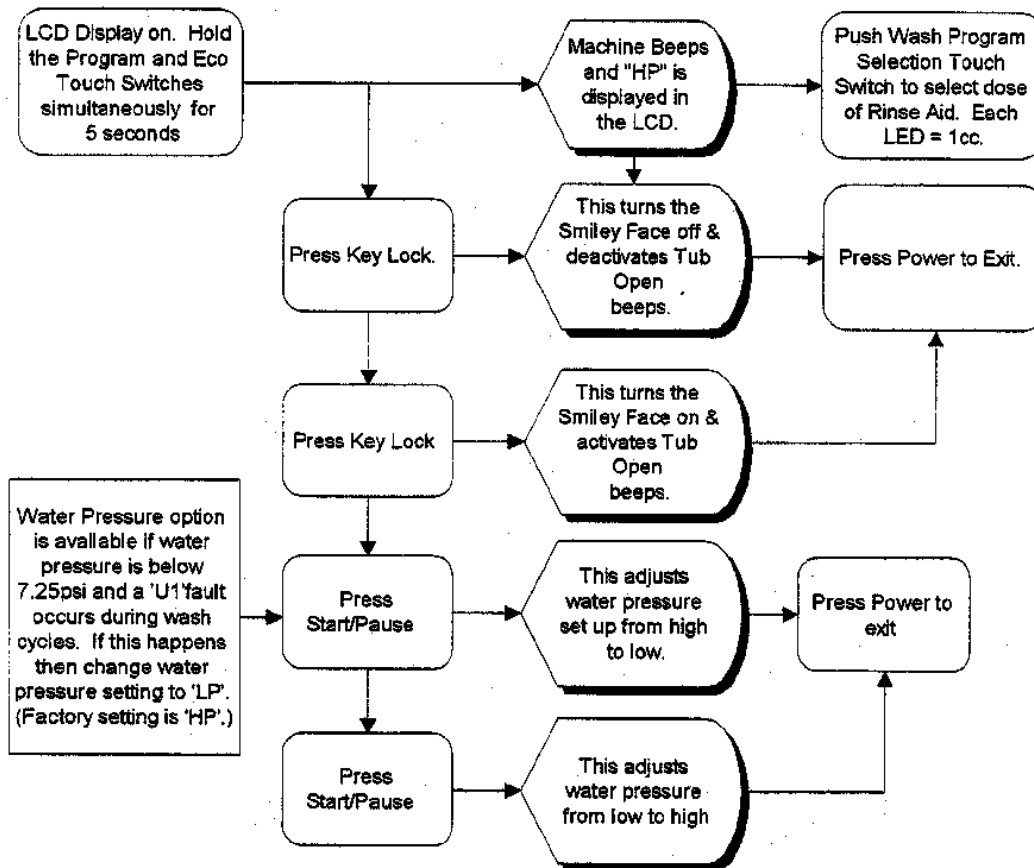 LCD Display on. Hold
the Program and Eco
Touch Switches
simultaneously for
5 seconds
Machine Beeps
and "HP" is
displayed in
the LCD.
Push Wash Program
Selection Touch
Switch to select dose
of Rinse Aid. Each
LED = 1cc.
Press Key Lock.
This turns the
Smiley Face off &
deactivates Tub
Open
beeps.
Press Power to Exit.
Press Key Lock
This turns the
Smiley Face on &
activates Tub
Open
beeps.
Water Pressure option
is available if water
pressure is below
7.25psi and a 'U1'fault
occurs during wash
cycles. If this happens
then change water
pressure setting to 'LP'.
(Factory setting is 'HP'.)
Press
Start/Pause
This adjusts
water pressure
set up from high
to low.
Press Power to
exit
Press
Start/Pause
This adjusts
water pressure
from low to high